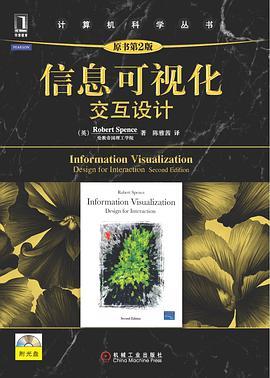 计算机科学丛书
PEARSON
原书第2版
信息可视化
交互设计
(英) Robert Spence 著 陈雅茜 译
伦敦帝国理工学院
Information Visualization
Design for Interaction Second Edition
Robert Spence
Information Visualization
Design for Interaction
Second Edition
附光盘
机械工业出版社
China Machine Press